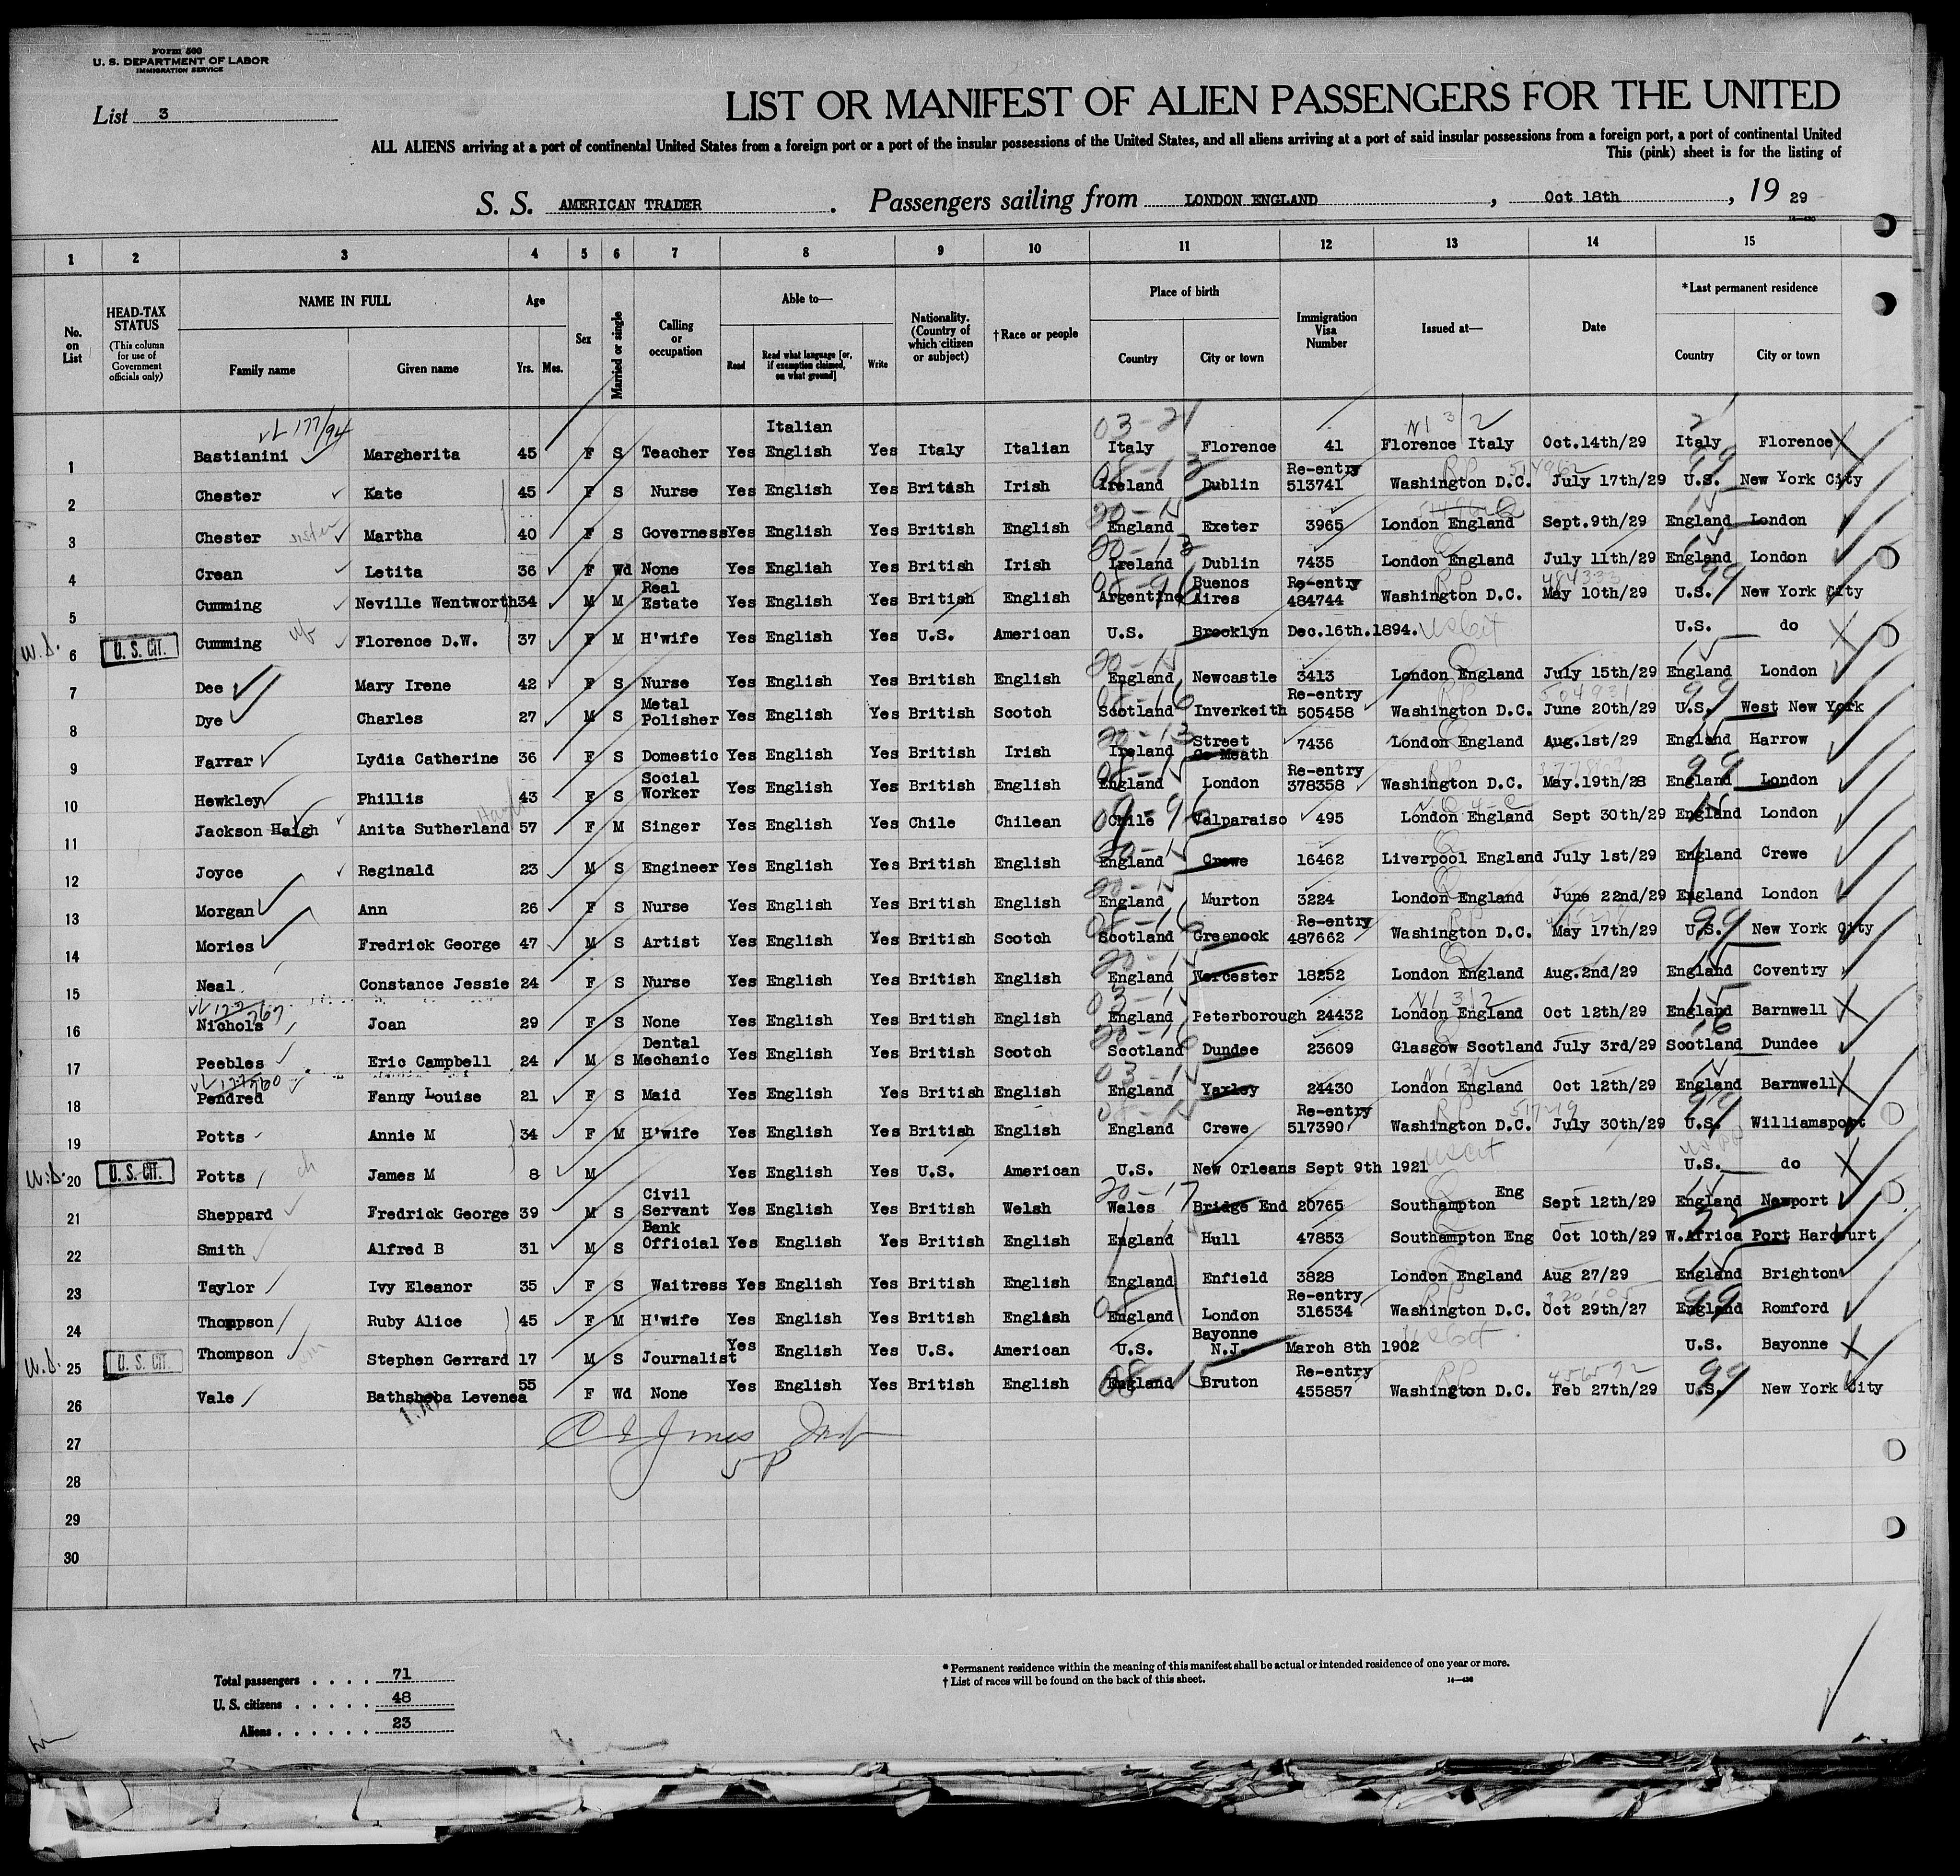 Form 500
U. S. DEPARTMENT OF LABOR
IMMIGRATION SERVICE
List 3
LIST OR MANIFEST OF ALIEN PASSENGERS FOR THE UNITED
ALL ALIENS arriving at a port of continental United States from a foreign port or a port of the insular possessions of the United States, and all aliens arriving at a port of said insular possessions from a foreign port, a port of continental United
This (pink) sheet is for the listing of
S. S. AMERICAN TRADER . Passengers sailing from LONDON ENGLAND , Oct 18th , 19 29
1 2 3 4 5 6 7 8 9 10 11 12 13 14 15
No. on List
HEAD-TAX STATUS (This column for use of Government officials only)
NAME IN FULL Family name Given name
Age Yrs. Mos.
Sex
Married or single
Calling or occupation
Able to— Read Read what language [or, if exemption claimed, on what ground] Write
Nationality. (Country of which citizen or subject)
†Race or people
Place of birth Country City or town
Immigration Visa Number
Issued at—
Date
*Last permanent residence Country City or town
1 Bastianini Margherita 45 F S Teacher Yes Italian English Yes Italy Italian Italy Florence 41 Florence Italy Oct.14th/29 Italy Florence
2 Chester Kate 45 F S Nurse Yes English Yes British Irish Ireland Dublin Re-entry 513741 Washington D.C. July 17th/29 U.S. New York City
3 Chester sister Martha 40 F S Governess Yes English Yes British English England Exeter 3965 London England Sept.9th/29 England London
4 Crean Letita 36 F Wd None Yes Engliah Yes British Irish Ireland Dublin 7435 London England July 11th/29 England London
5 Cumming Neville Wentworth 34 M M Real Estate Yes English Yes British English Argentine Buenos Aires Re-entry 484744 Washington D.C. May 10th/29 U.S. New York City
6 U. S. CIT. Cumming Florence D.W. 37 F M H'wife Yes English Yes U.S. American U.S. Brooklyn Dec.16th.1894. US Cit U.S. do
7 Dee Mary Irene 42 F S Nurse Yes English Yes British English England Newcastle 3413 London England July 15th/29 England London
8 Dye Charles 27 M S Metal Polisher Yes English Yes British Scotch Scotland Inverkeith Re-entry 505458 Washington D.C. June 20th/29 U.S. West New York
9 Farrar Lydia Catherine 36 F S Domestic Yes English Yes British Irish Ireland Street Co Meath 7436 London England Aug.1st/29 England Harrow
10 Hewkley Phillis 43 F S Social Worker Yes English Yes British English England London Re-entry 378358 Washington D.C. May.19th/28 England London
11 Jackson Haigh Anita Sutherland 57 F M Singer Yes English Yes Chile Chilean Chile Valparaiso 495 London England Sept 30th/29 England London
12 Joyce Reginald 23 M S Engineer Yes English Yes British English England Crewe 16462 Liverpool England July 1st/29 England Crewe
13 Morgan Ann 26 F S Nurse Yes English Yes British English England Murton 3224 London England June 22nd/29 England London
14 Mories Fredrick George 47 M S Artist Yes English Yes British Scotch Scotland Greenock Re-entry 487662 Washington D.C. May 17th/29 U.S. New York City
15 Neal Constance Jessie 24 F S Nurse Yes English Yes British English England Worcester 18252 London England Aug.2nd/29 England Coventry
16 Nichols Joan 29 F S None Yes English Yes British English England Peterborough 24432 London England Oct 12th/29 England Barnwell
17 Peebles Eric Campbell 24 M S Dental Mechanic Yes English Yes British Scotch Scotland Dundee 23609 Glasgow Scotland July 3rd/29 Scotland Dundee
18 Pendred Fanny Louise 21 F S Maid Yes English Yes British English England Yaxley 24430 London England Oct 12th/29 England Barnwell
19 Potts Annie M 34 F M H'wife Yes English Yes British English England Crewe Re-entry 517390 Washington D.C. July 30th/29 U.S. Williamsport
20 U. S. CIT. Potts ch James M 8 M Yes English Yes U.S. American U.S. New Orleans Sept 9th 1921 US Cit U.S. do
21 Sheppard Fredrick George 39 M S Civil Servant Yes English Yes British Welsh Wales Bridge End 20765 Southampton Eng Sept 12th/29 England Newport
22 Smith Alfred B 31 M S Bank Official Yes English Yes British English England Hull 47853 Southampton Eng Oct 10th/29 W.Africa Port Harcourt
23 Taylor Ivy Eleanor 35 F S Waitress Yes English Yes British English England Enfield 3828 London England Aug 27/29 England Brighton
24 Thompson Ruby Alice 45 F M H'wife Yes English Yes British English England London Re-entry 316534 Washington D.C. Oct 29th/27 England Romford
25 U. S. CIT. Thompson Stephen Gerrard 17 M S Journalist Yes English Yes U.S. American U.S. Bayonne N.J. March 8th 1902 US Cit U.S. Bayonne
26 Vale Bathsheba Levenea 55 F Wd None Yes English Yes British English England Bruton Re-entry 455857 Washington D.C. Feb 27th/29 U.S. New York City
27
28
29
30
Total passengers . . . . 71
U. S. citizens . . . . . 48
Aliens . . . . . . 23
* Permanent residence within the meaning of this manifest shall be actual or intended residence of one year or more.
† List of races will be found on the back of this sheet.